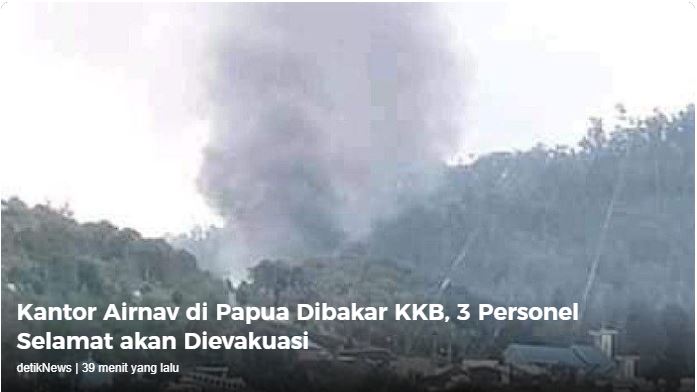 Kantor Airnav di Papua Dibakar KKB, 3 Personel
Selamat akan Dievakuasi
detikNews | 39 menit yang lalu